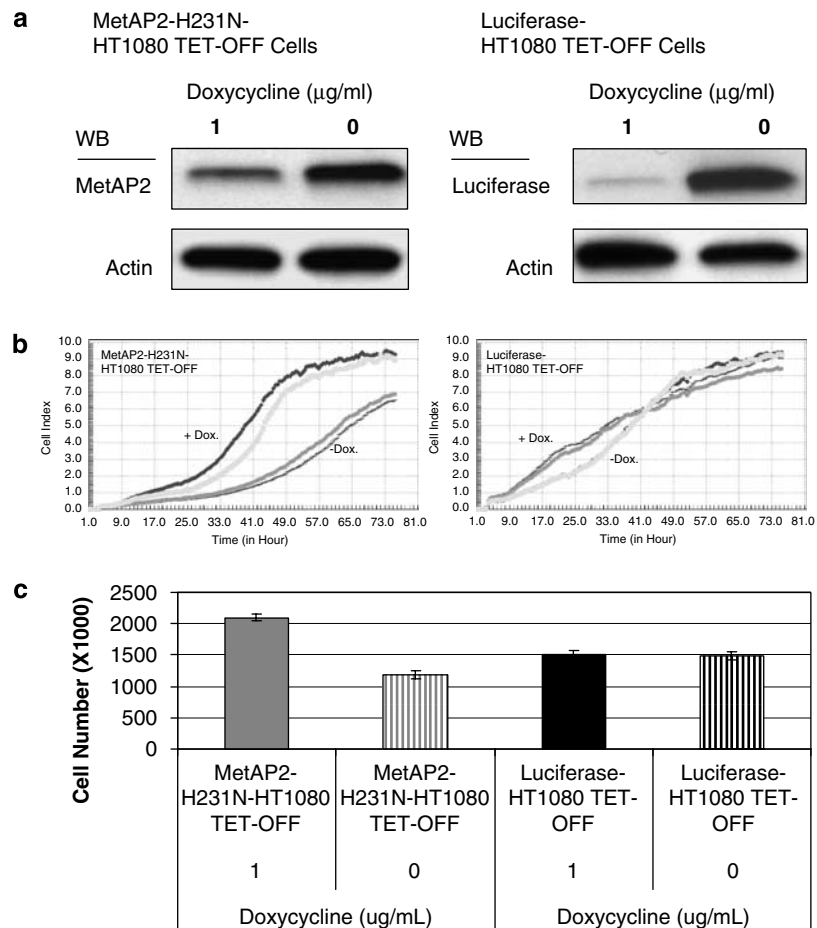 a
MetAP2-H231N-
HT1080 TET-OFF Cells
Doxycycline (μg/ml)
1 0
WB
MetAP2
Actin
Luciferase-
HT1080 TET-OFF Cells
Doxycycline (μg/ml)
1 0
WB
Luciferase
Actin
b
10.0
9.0
8.0
7.0
6.0
5.0
4.0
3.0
2.0
1.0
0.0
Cell Index
MetAP2-H231N-
HT1080 TET-OFF
+ Dox.
-Dox.
1.0 9.0 17.0 25.0 33.0 41.0 49.0 57.0 65.0 73.0 81.0
Time (in Hour)
10.0
9.0
8.0
7.0
6.0
5.0
4.0
3.0
2.0
1.0
0.0
Cell Index
Luciferase-
HT1080 TET-OFF
+ Dox.
-Dox.
1.0 9.0 17.0 25.0 33.0 41.0 49.0 57.0 65.0 73.0 81.0
Time (in Hour)
c
Cell Number (X1000)
2500
2000
1500
1000
500
0
MetAP2-
H231N-HT1080
TET-OFF
1
MetAP2-
H231N-HT1080
TET-OFF
0
Luciferase-
HT1080 TET-
OFF
1
Luciferase-
HT1080 TET-
OFF
0
Doxycycline (ug/mL)
Doxycycline (ug/mL)